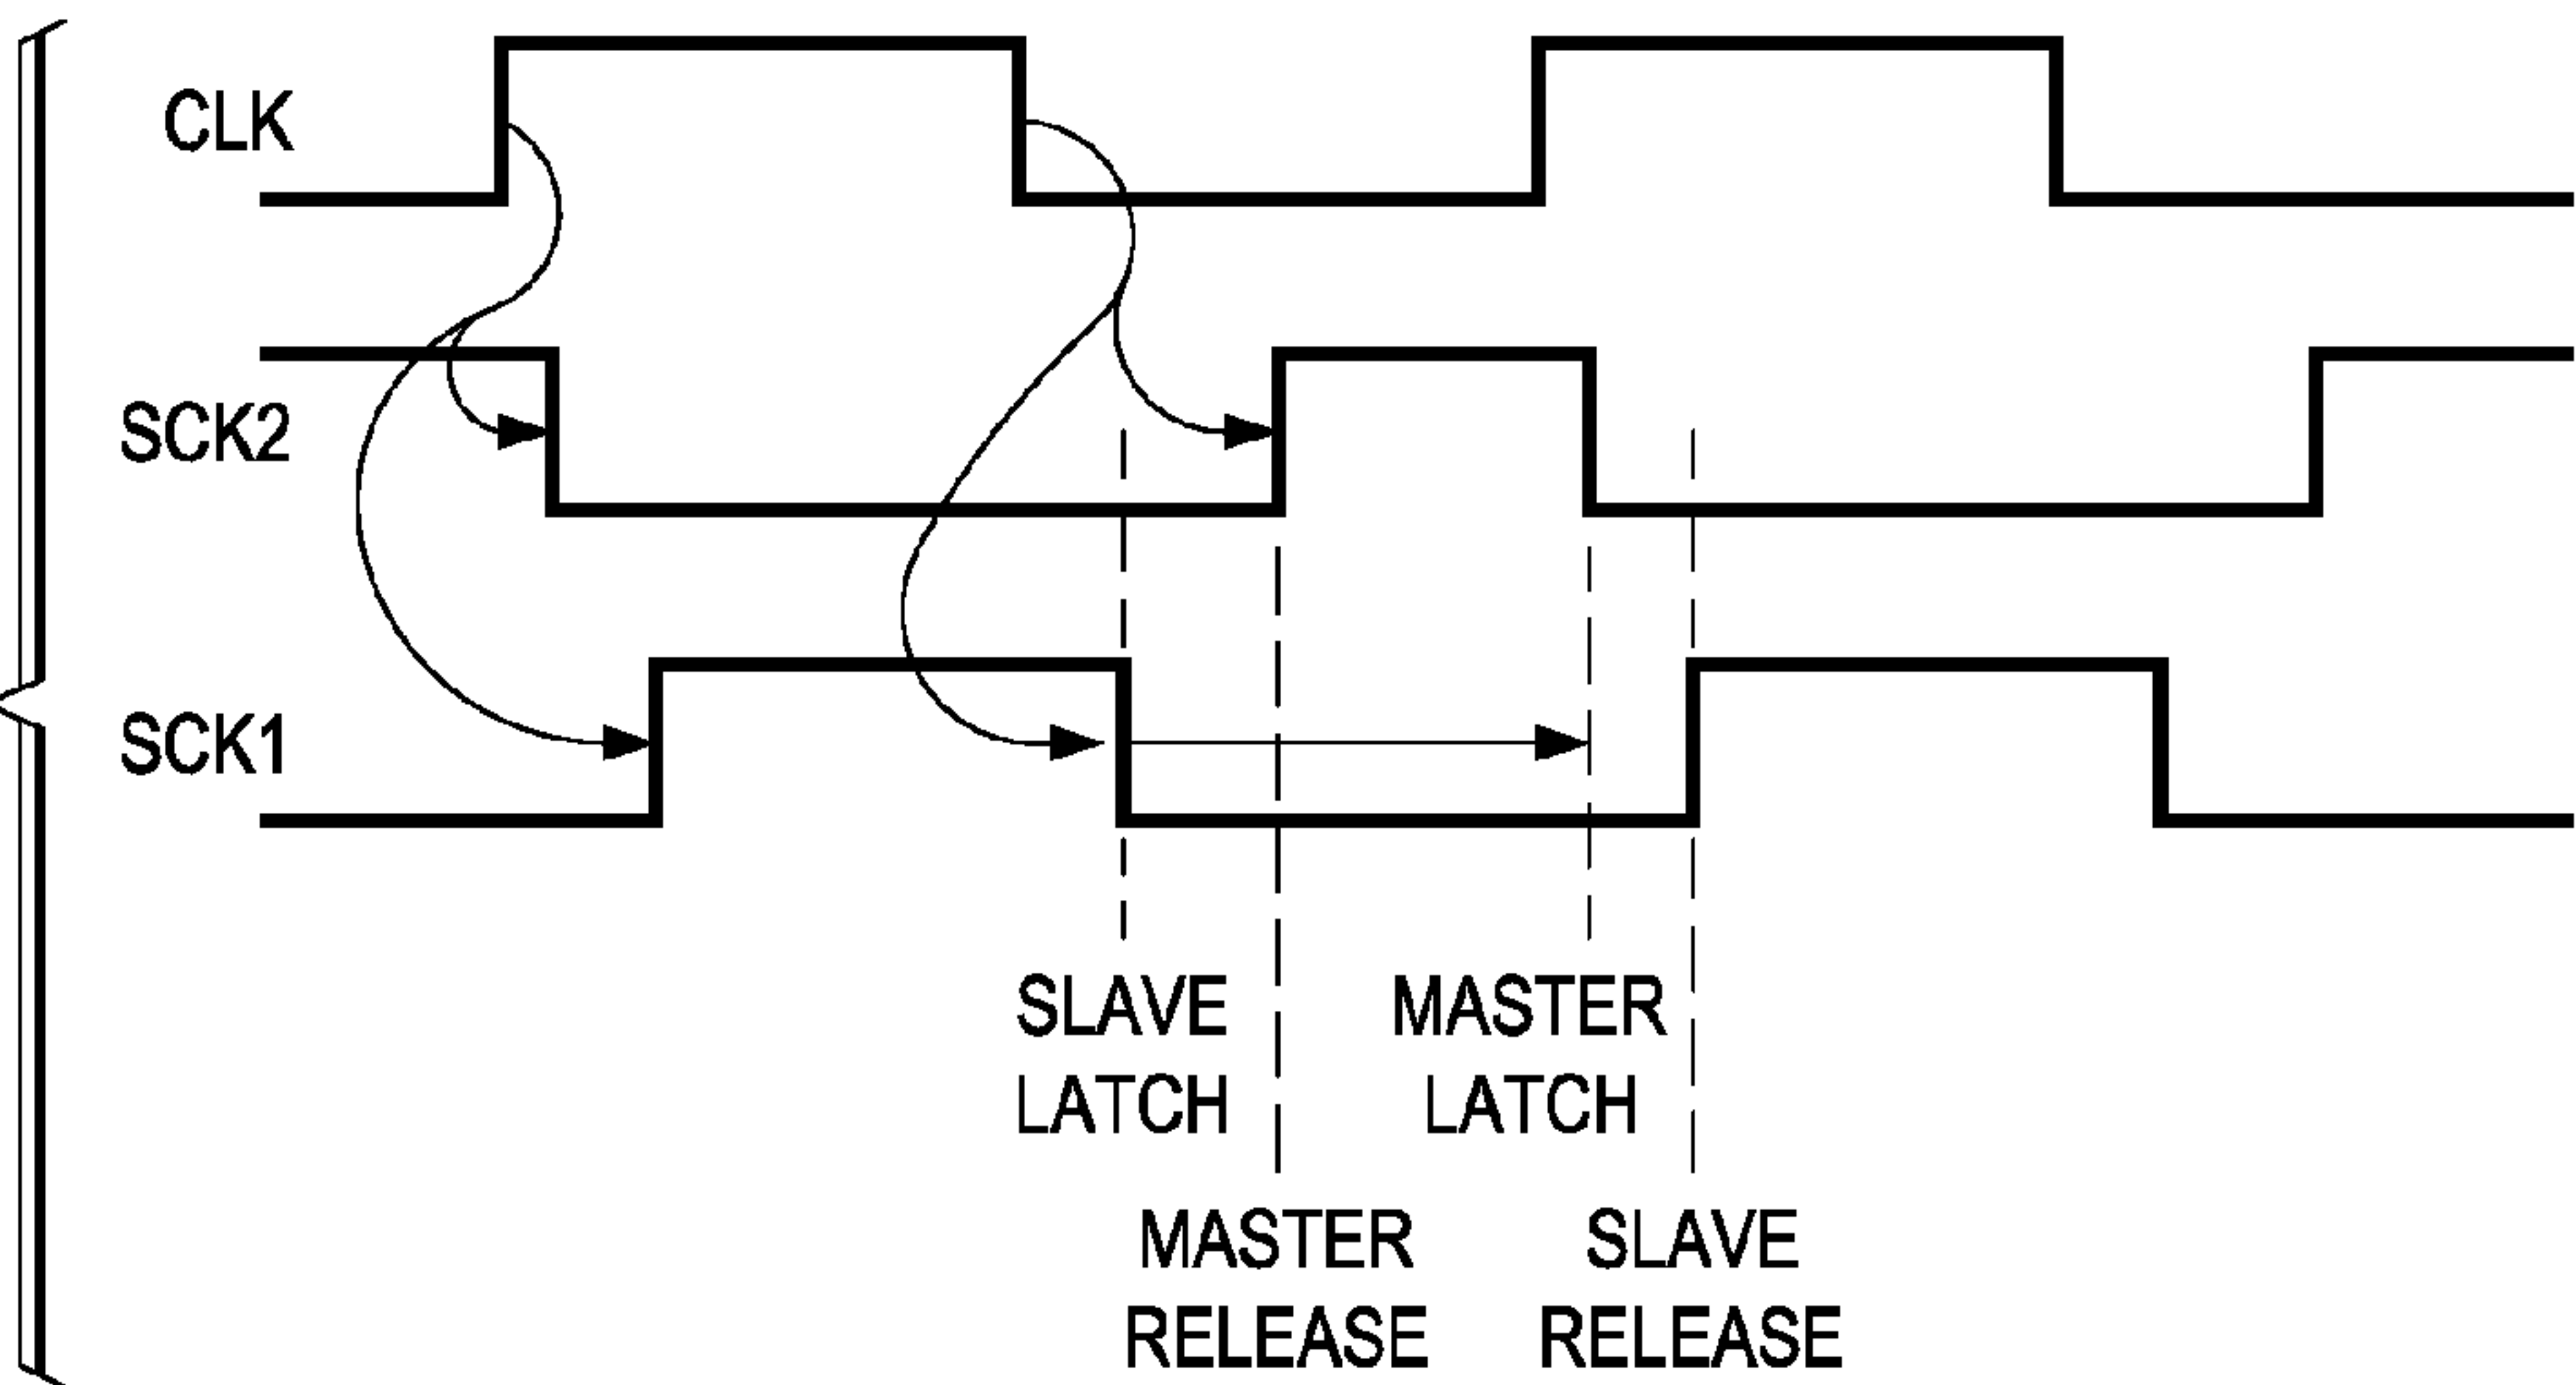 CLK
SCK2
SCK1
SLAVE
LATCH
MASTER
LATCH
MASTER
RELEASE
SLAVE
RELEASE